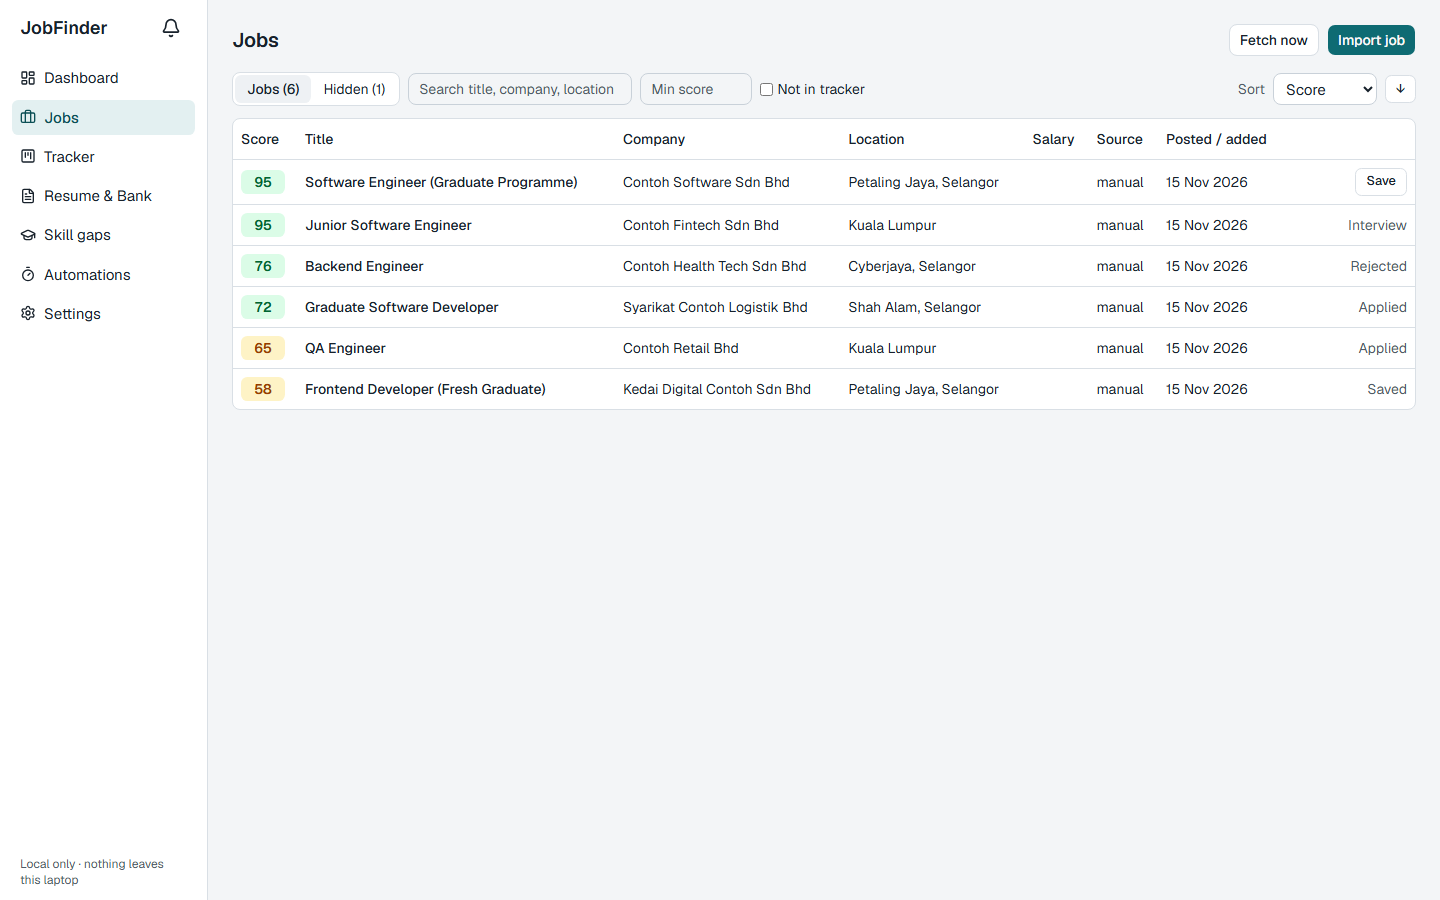 JobFinder
Dashboard
Jobs
Tracker
Resume & Bank
Skill gaps
Automations
Settings
Local only · nothing leaves
this laptop
Jobs
Fetch now
Import job
Jobs (6) Hidden (1) Search title, company, location Min score Not in tracker Sort Score
Score Title Company Location Salary Source Posted / added
95 Software Engineer (Graduate Programme) Contoh Software Sdn Bhd Petaling Jaya, Selangor manual 15 Nov 2026 Save
95 Junior Software Engineer Contoh Fintech Sdn Bhd Kuala Lumpur manual 15 Nov 2026 Interview
76 Backend Engineer Contoh Health Tech Sdn Bhd Cyberjaya, Selangor manual 15 Nov 2026 Rejected
72 Graduate Software Developer Syarikat Contoh Logistik Bhd Shah Alam, Selangor manual 15 Nov 2026 Applied
65 QA Engineer Contoh Retail Bhd Kuala Lumpur manual 15 Nov 2026 Applied
58 Frontend Developer (Fresh Graduate) Kedai Digital Contoh Sdn Bhd Petaling Jaya, Selangor manual 15 Nov 2026 Saved